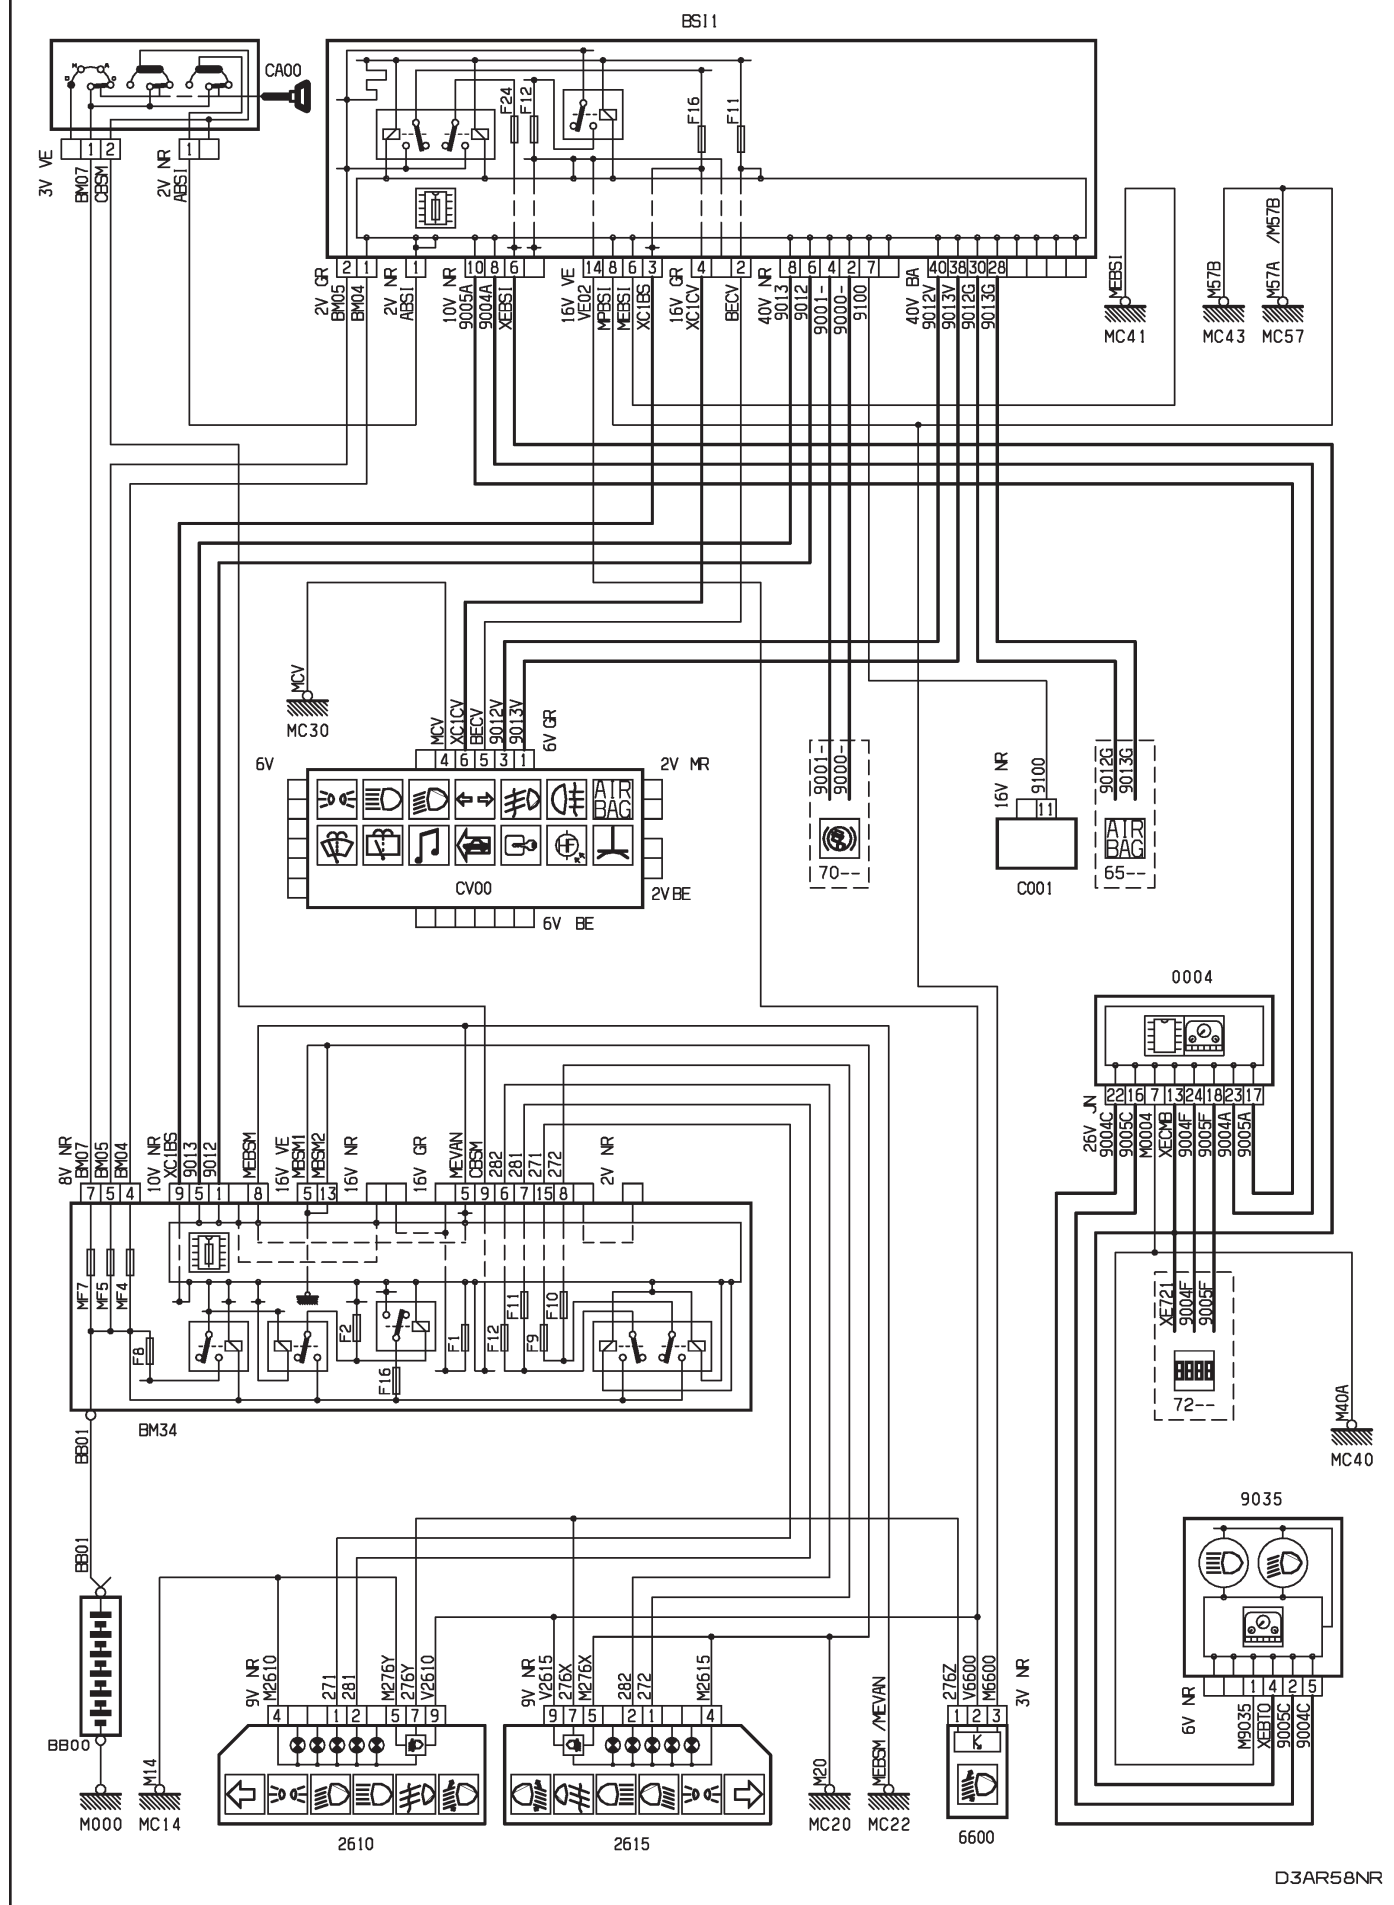 BSI1
CA00
H A
D O
F24
F12
F16
F11
3V VE
1 2
BM07
CBSM
2V NR
1
ABSI
2V GR
2 1
BM05
BM04
2V NR
1
ABSI
10V NR
10 8 6
9005A
9004A
XEBSI
16V VE
14 8 6 3
VE02
MPBSI
MEBSI
XC1BS
16V GR
4 2
XC1CV
BECV
40V NR
8 6 4 2 7
9013
9012
9001-
9000-
9100
40V BA
40 38 30 28
9012V
9013V
9012G
9013G
MEBSI
MC41
M57B
MC43
M57A /M57B
MC57
MCV
MC30
MCV
XC1CV
BECV
9012V
9013V
6V GR
4 6 5 3 1
6V
2V MR
AIR
BAG
HF
CV00
2V BE
6V BE
9001-
9000-
70--
16V NR
9100
11
C001
9012G
9013G
AIR
BAG
65--
0004
26V JN
22 16 7 13 24 18 23 17
9004C
9005C
M0004
XECMB
9004F
9005F
9004A
9005A
XE721
9004F
9005F
72--
M40A
MC40
8V NR
BM07
BM05
BM04
10V NR
XC1BS
9013
9012
MEBSM
16V VE
MBSM1
MBSM2
16V NR
16V GR
MEVAN
CBSM
282
281
271
272
2V NR
7 5 4 9 5 1 8 5 13 5 9 6 7 15 8
MF7
MF5
MF4
F8
F2
F16
F1
F12
F11
F9
F10
BM34
BB01
BB01
BB00
M000
M14
MC14
9035
6V NR
1 4 2 5
M9035
XEBTO
9005C
9004C
9V NR
M2610
271
281
M276Y
276Y
V2610
4 1 2 5 7 9
2610
9V NR
V2615
276X
M276X
282
272
M2615
9 7 5 2 1 4
2615
M20
MC20
MEBSM /MEVAN
MC22
276Z
V6600
M6600
3V NR
1 2 3
K
6600
D3AR58NR